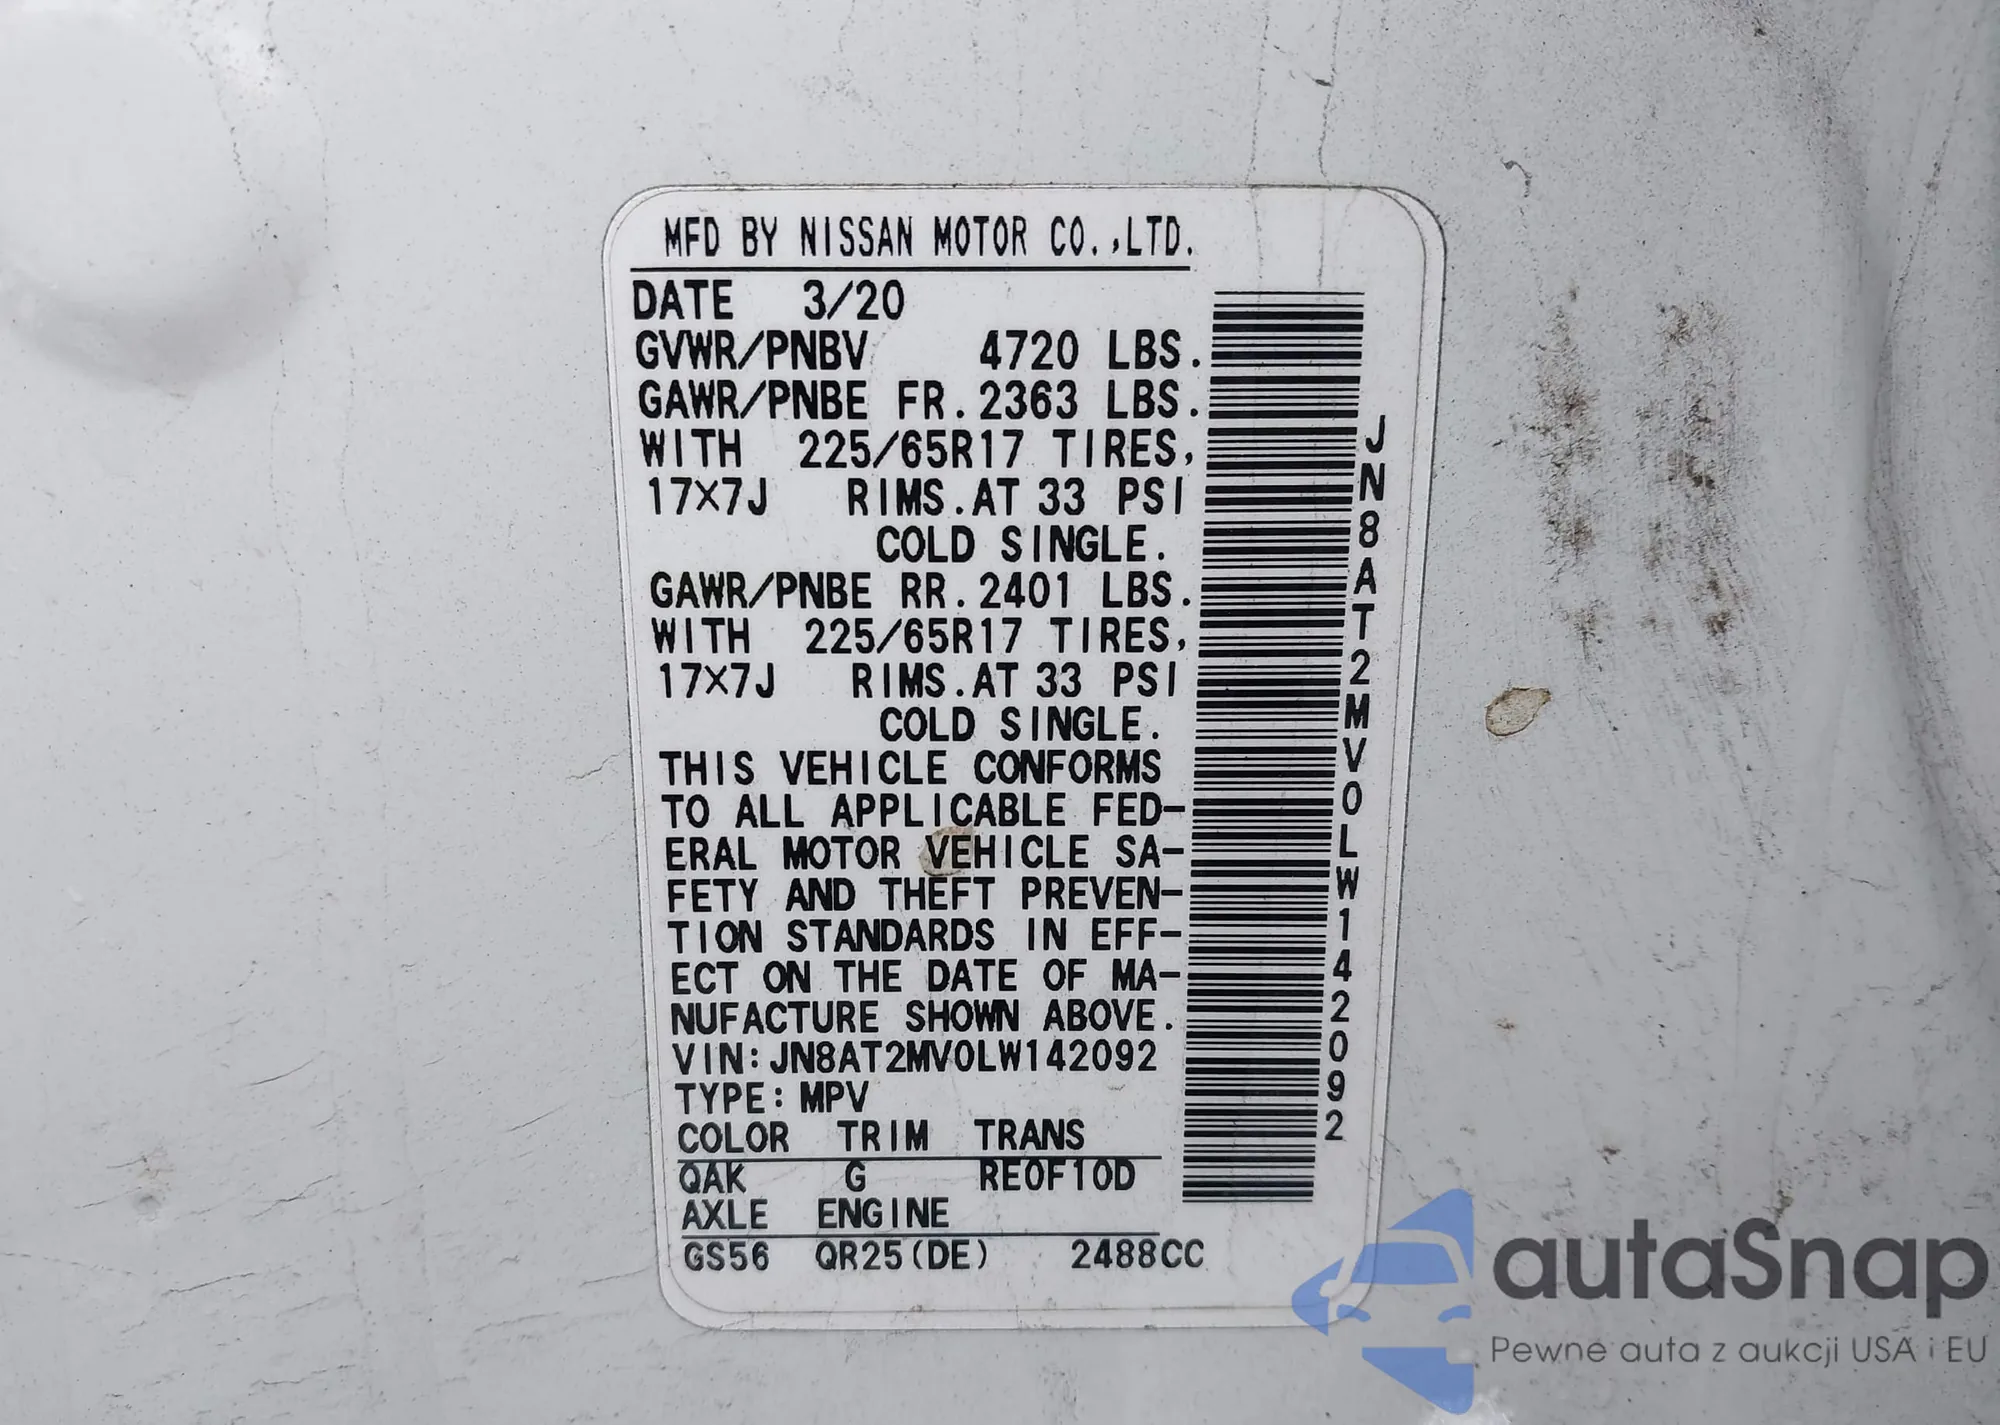 MFD BY NISSAN MOTOR CO.,LTD.
DATE 3/20
GVWR/PNBV 4720 LBS.
GAWR/PNBE FR. 2363 LBS.
WITH 225/65R17 TIRES,
17X7J RIMS. AT 33 PSI
COLD SINGLE.
GAWR/PNBE RR. 2401 LBS.
WITH 225/65R17 TIRES,
17X7J RIMS. AT 33 PSI
COLD SINGLE.
THIS VEHICLE CONFORMS
TO ALL APPLICABLE FED-
ERAL MOTOR VEHICLE SA-
FETY AND THEFT PREVEN-
TION STANDARDS IN EFF-
ECT ON THE DATE OF MA-
NUFACTURE SHOWN ABOVE.
VIN: JN8AT2MV0LW142092
TYPE: MPV
COLOR TRIM TRANS
QAK G RE0F10D
AXLE ENGINE
GS56 QR25(DE) 2488CC
JN8AT2MV0LW142092
autaSnap
Pewne auta z aukcji USA i EU